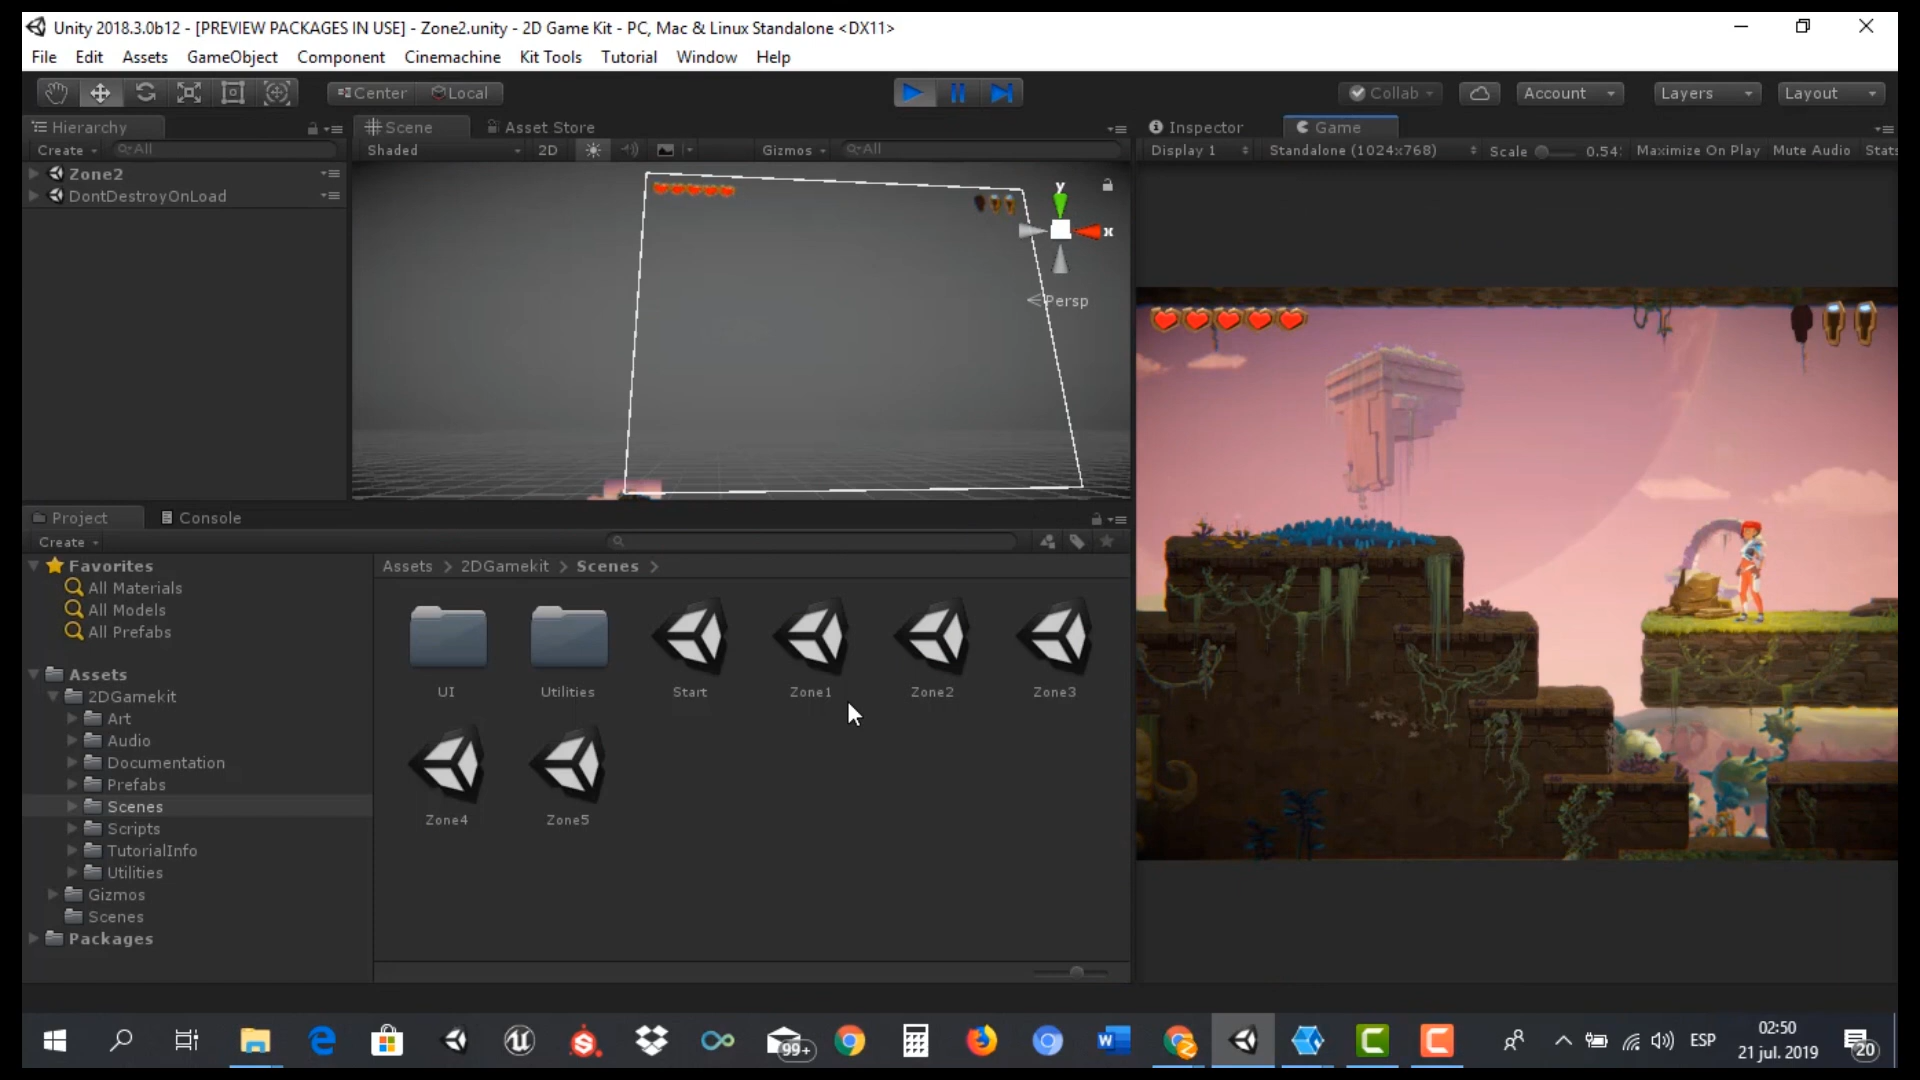 Unity 2018.3.0b12 - [PREVIEW PACKAGES IN USE] - Zone2.unity - 2D Game Kit - PC, Mac & Linux Standalone <DX11>
File Edit Assets GameObject Component Cinemachine Kit Tools Tutorial Window Help
Center Local Collab Account Layers Layout
Hierarchy
Create All
Zone2
DontDestroyOnLoad
Scene Asset Store
Shaded 2D Gizmos All
y
x
Persp
Inspector Game
Display 1 Standalone (1024x768) Scale 0.54 Maximize On Play Mute Audio Stats
Project Console
Create
Favorites
All Materials
All Models
All Prefabs
Assets
2DGamekit
Art
Audio
Documentation
Prefabs
Scenes
Scripts
TutorialInfo
Utilities
Gizmos
Scenes
Packages
Assets > 2DGamekit > Scenes >
UI Utilities Start Zone1 Zone2 Zone3
Zone4 Zone5
99+
ESP
02:50
21 jul. 2019
20